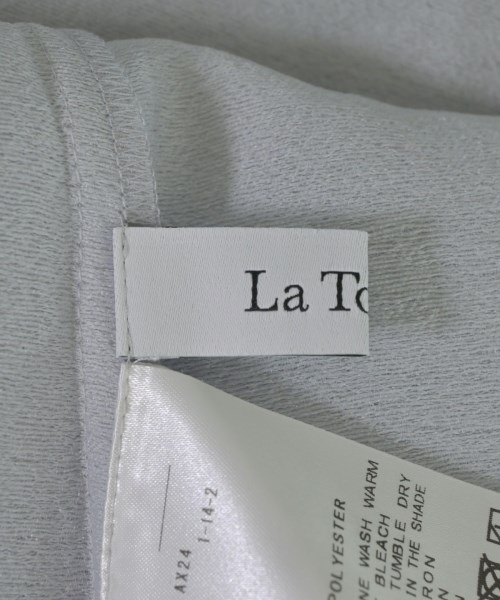 La To
AX24 1-14-2
POLYESTER
NE WASH WARM
BLEACH
TUMBLE DRY
IN THE SHADE
RON
N